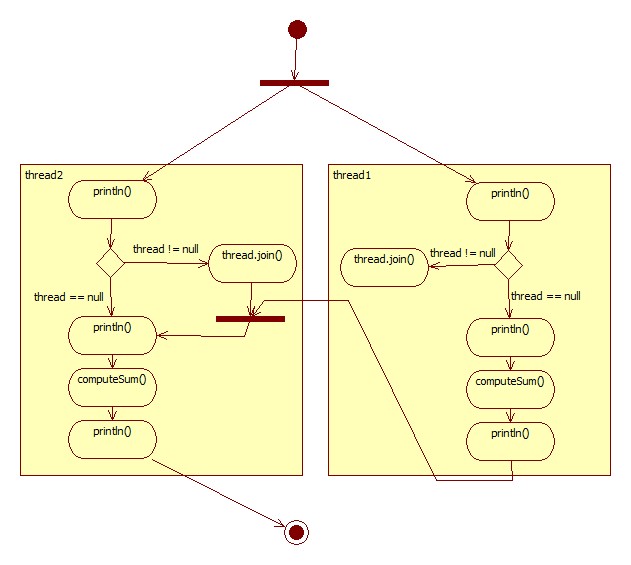 thread2
println()
thread != null
thread.join()
thread == null
println()
computeSum()
println()
thread1
println()
thread != null
thread.join()
thread == null
println()
computeSum()
println()